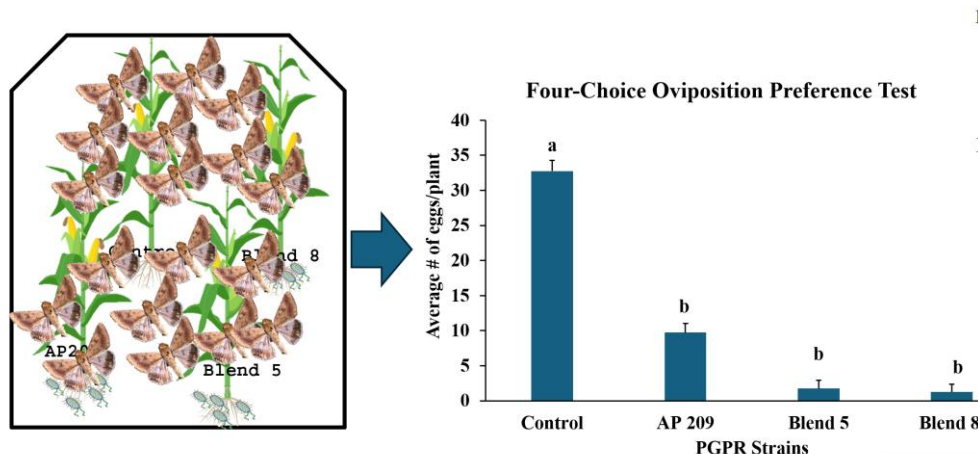 Blend 8
AP20
Blend 5
Four-Choice Oviposition Preference Test
Average # of eggs/plant
40
35
30
25
20
15
10
5
0
a
b
b
b
Control
AP 209
Blend 5
Blend 8
PGPR Strains